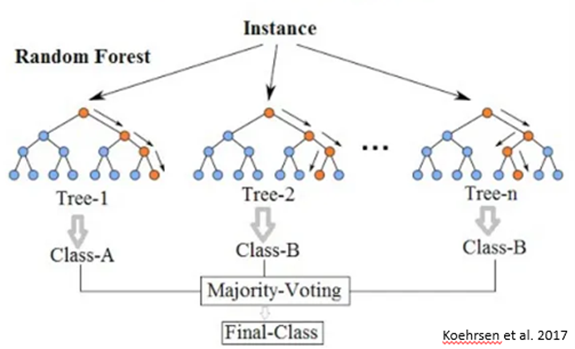 Instance
Random Forest
...
Tree-1
Tree-2
Tree-n
Class-A
Class-B
Class-B
Majority-Voting
Final-Class
Koehrsen et al. 2017